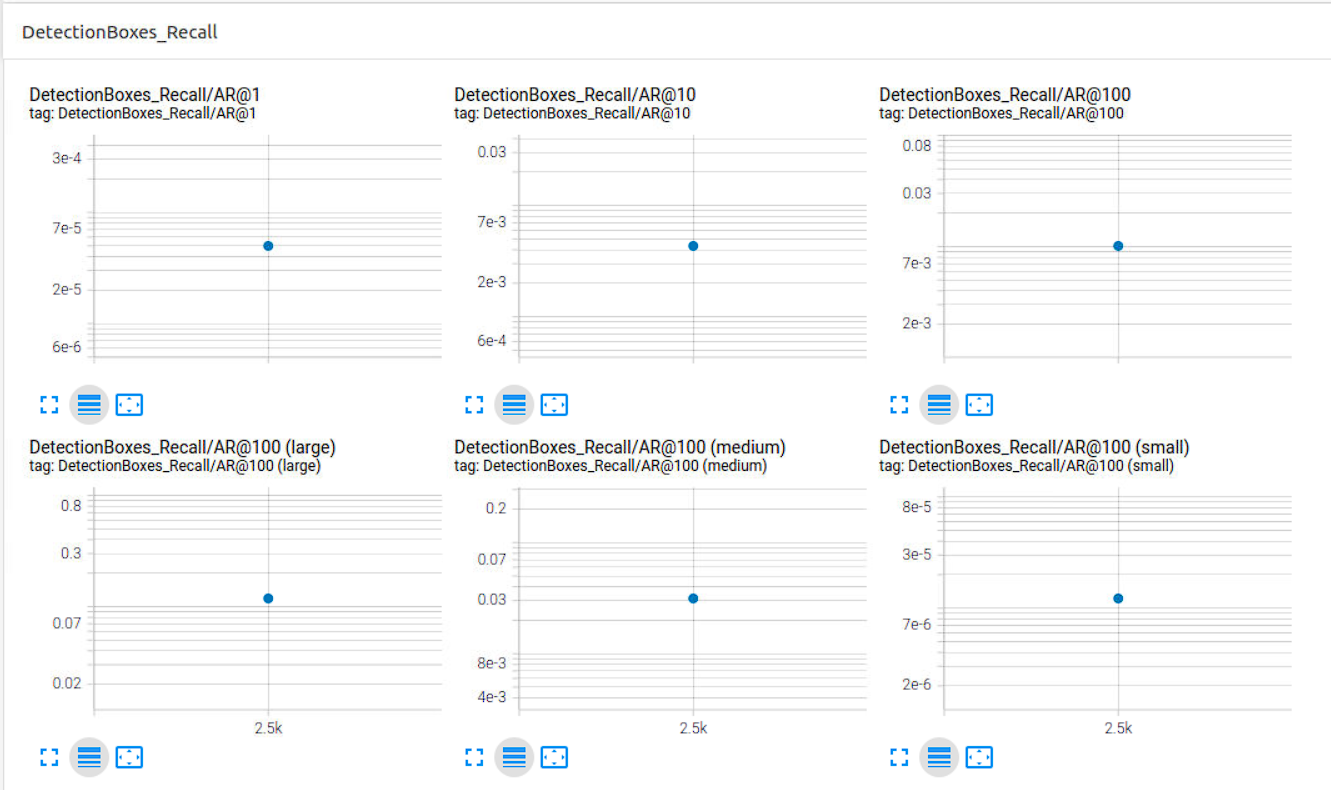 DetectionBoxes_Recall
DetectionBoxes_Recall/AR@1
tag: DetectionBoxes_Recall/AR@1
3e-4
7e-5
2e-5
6e-6
DetectionBoxes_Recall/AR@10
tag: DetectionBoxes_Recall/AR@10
0.03
7e-3
2e-3
6e-4
DetectionBoxes_Recall/AR@100
tag: DetectionBoxes_Recall/AR@100
0.08
0.03
7e-3
2e-3
DetectionBoxes_Recall/AR@100 (large)
tag: DetectionBoxes_Recall/AR@100 (large)
0.8
0.3
0.07
0.02
2.5k
DetectionBoxes_Recall/AR@100 (medium)
tag: DetectionBoxes_Recall/AR@100 (medium)
0.2
0.07
0.03
8e-3
4e-3
2.5k
DetectionBoxes_Recall/AR@100 (small)
tag: DetectionBoxes_Recall/AR@100 (small)
8e-5
3e-5
7e-6
2e-6
2.5k